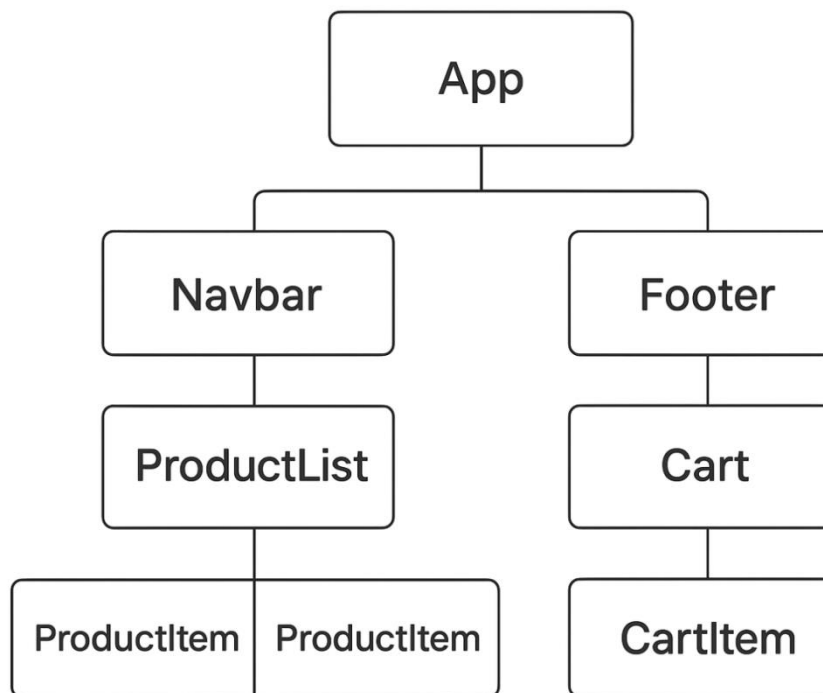 App
Navbar
Footer
ProductList
Cart
ProductItem
ProductItem
CartItem